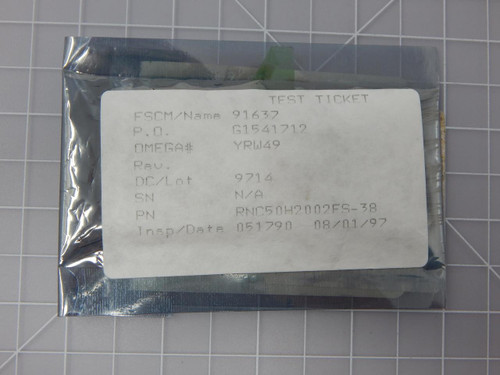 TEST TICKET
FSCM/Name 91637
P.O. G1541712
OMEGA# YRW49
Rev.
DC/Lot 9714
SN N/A
PN RNC50H2002FS-38
Insp/Date 051790 08/01/97